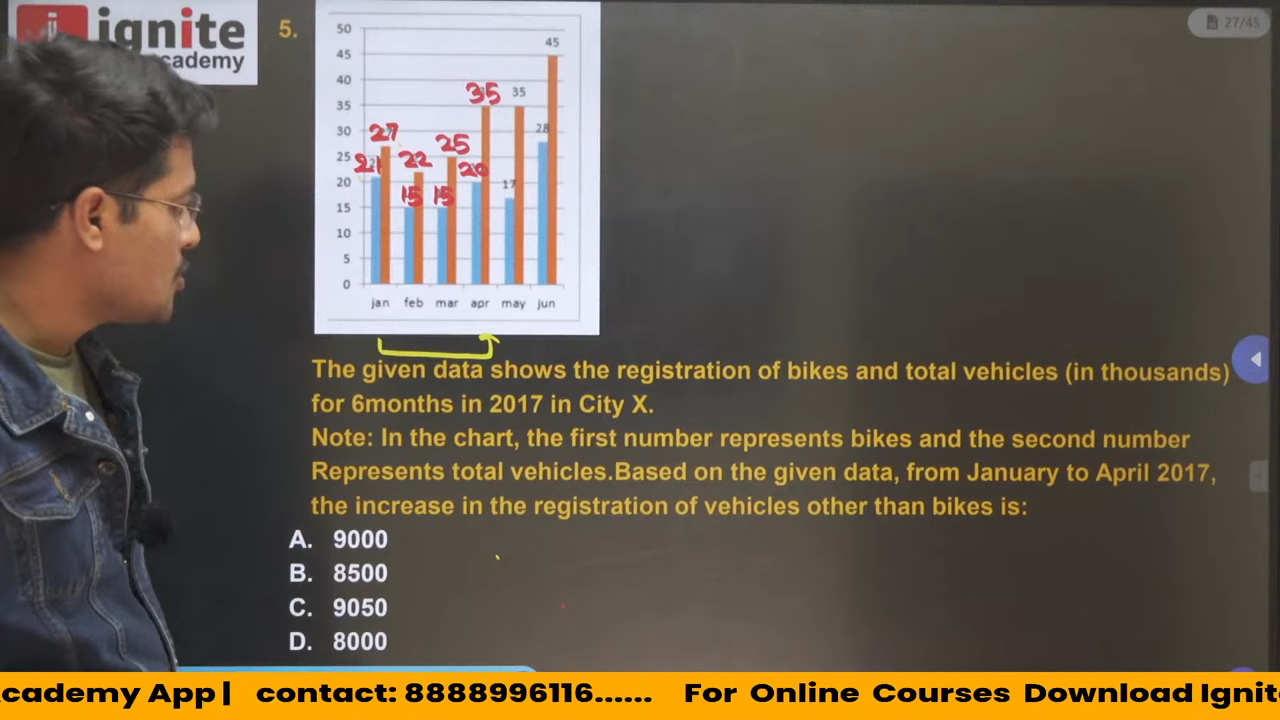 ignite
cademy
5.
27/45
50
45
40
35
30
25
20
15
10
5
0
45
35
28
17
35
27
25
22
21
20
15
15
jan feb mar apr may jun
The given data shows the registration of bikes and total vehicles (in thousands)
for 6months in 2017 in City X.
Note: In the chart, the first number represents bikes and the second number
Represents total vehicles.Based on the given data, from January to April 2017,
the increase in the registration of vehicles other than bikes is:
A. 9000
B. 8500
C. 9050
D. 8000
cademy App| contact: 8888996116...... For Online Courses Download Ignit